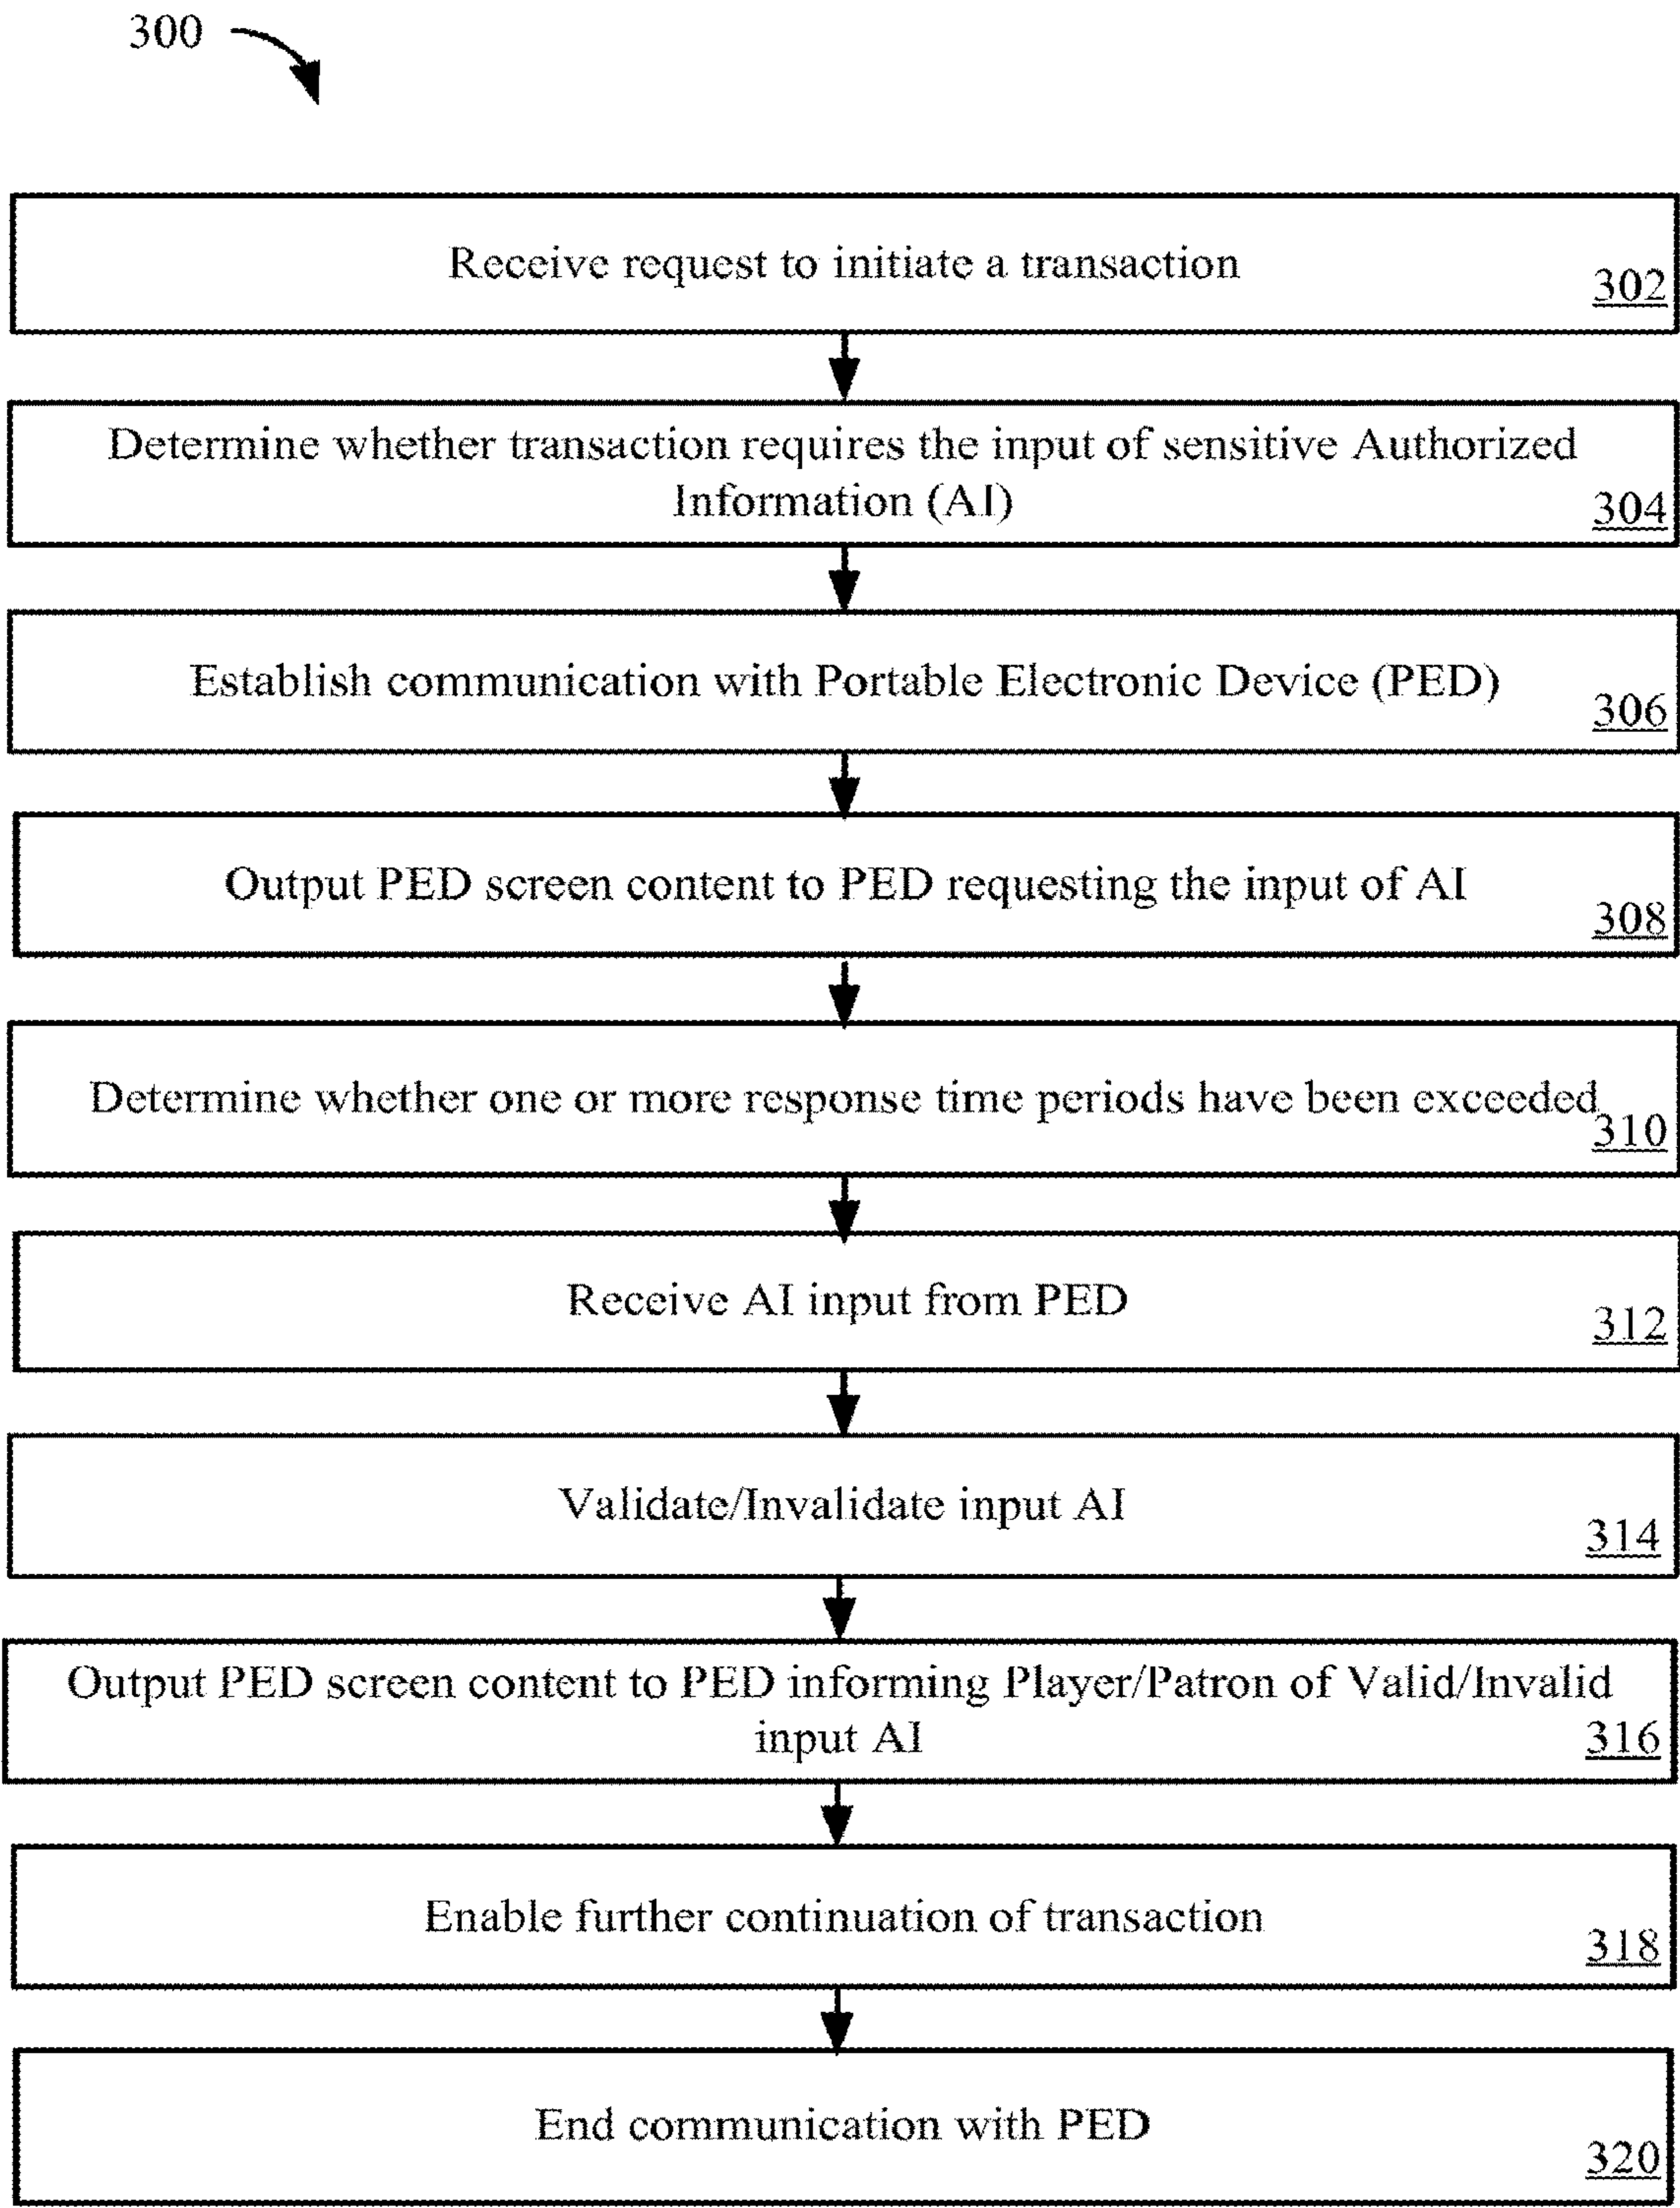 300
Receive request to initiate a transaction
302
Determine whether transaction requires the input of sensitive Authorized
Information (AI)
304
Establish communication with Portable Electronic Device (PED)
306
Output PED screen content to PED requesting the input of AI
308
Determine whether one or more response time periods have been exceeded
310
Receive AI input from PED
312
Validate/Invalidate input AI
314
Output PED screen content to PED informing Player/Patron of Valid/Invalid
input AI
316
Enable further continuation of transaction
318
End communication with PED
320